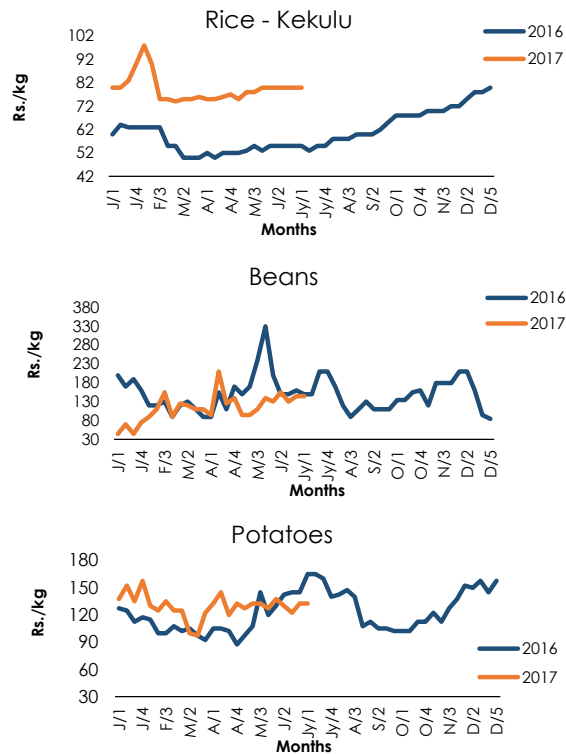 Rice - Kekulu
102
92
82
72
62
52
42
Rs./kg
2016
2017
J/1 J/4 F/3 M/2 A/1 A/4 M/3 J/2 Jy/1 Jy/4 A/3 S/2 O/1 O/4 N/3 D/2 D/5
Months
Beans
380
330
280
230
180
130
80
30
Rs./kg
2016
2017
J/1 J/4 F/3 M/2 A/1 A/4 M/3 J/2 Jy/1 Jy/4 A/3 S/2 O/1 O/4 N/3 D/2 D/5
Months
Potatoes
180
150
120
90
60
30
Rs./kg
2016
2017
J/1 J/4 F/3 M/2 A/1 A/4 M/3 J/2 Jy/1 Jy/4 A/3 S/2 O/1 O/4 N/3 D/2 D/5
Months